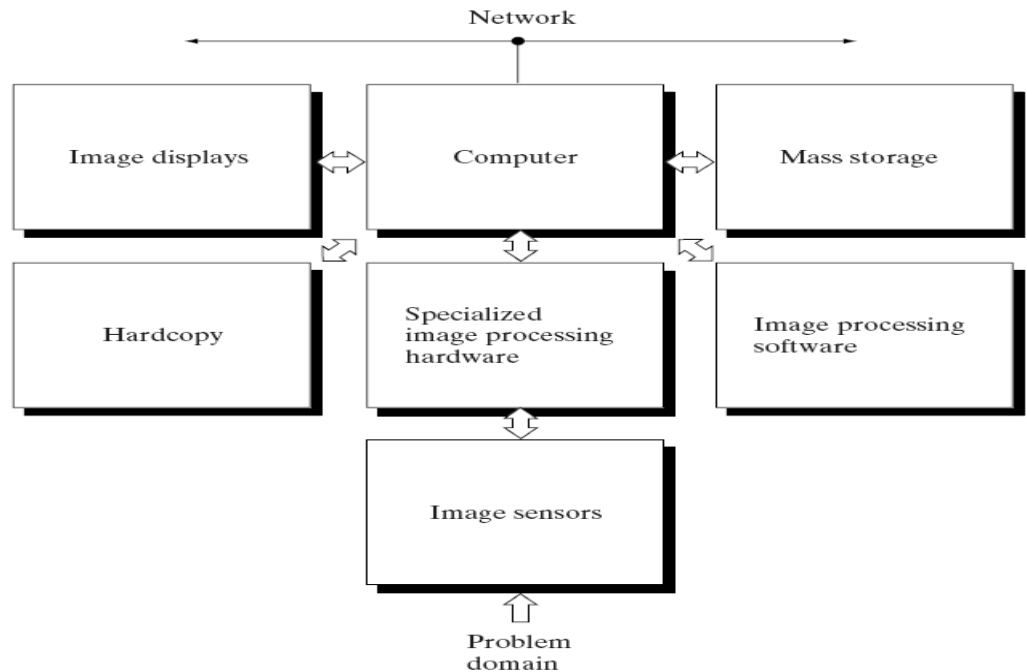 Network
Image displays
Computer
Mass storage
Hardcopy
Specialized
image processing
hardware
Image processing
software
Image sensors
Problem
domain